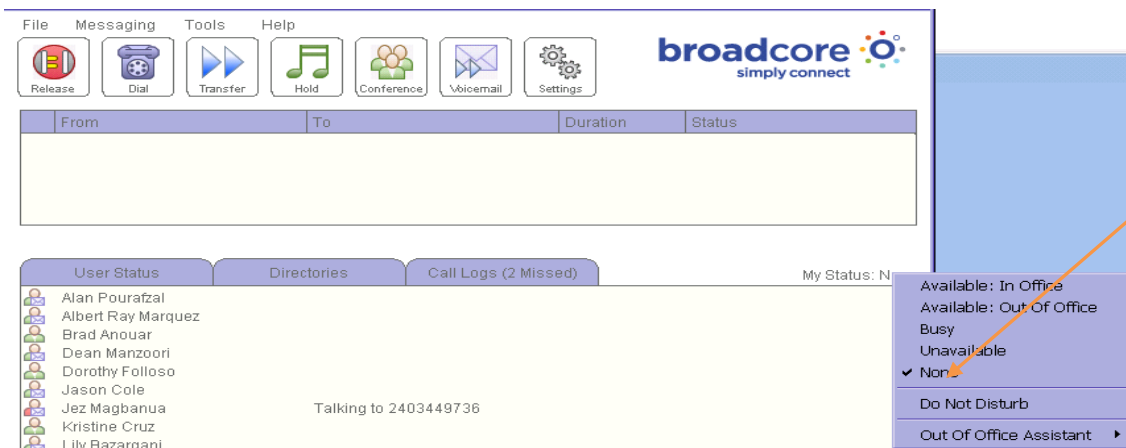 File Messaging Tools Help
broadcore
simply connect
Release Dial Transfer Hold Conference Voicemail Settings
From To Duration Status
User Status Directories Call Logs (2 Missed) My Status:
Available: In Office
Available: Out Of Office
Busy
Unavailable
None
Do Not Disturb
Out Of Office Assistant
Alan Pourafzal
Albert Ray Marquez
Brad Anouar
Dean Manzoori
Dorothy Folloso
Jason Cole
Jez Magbanua Talking to 2403449736
Kristine Cruz
Lily Bazargani